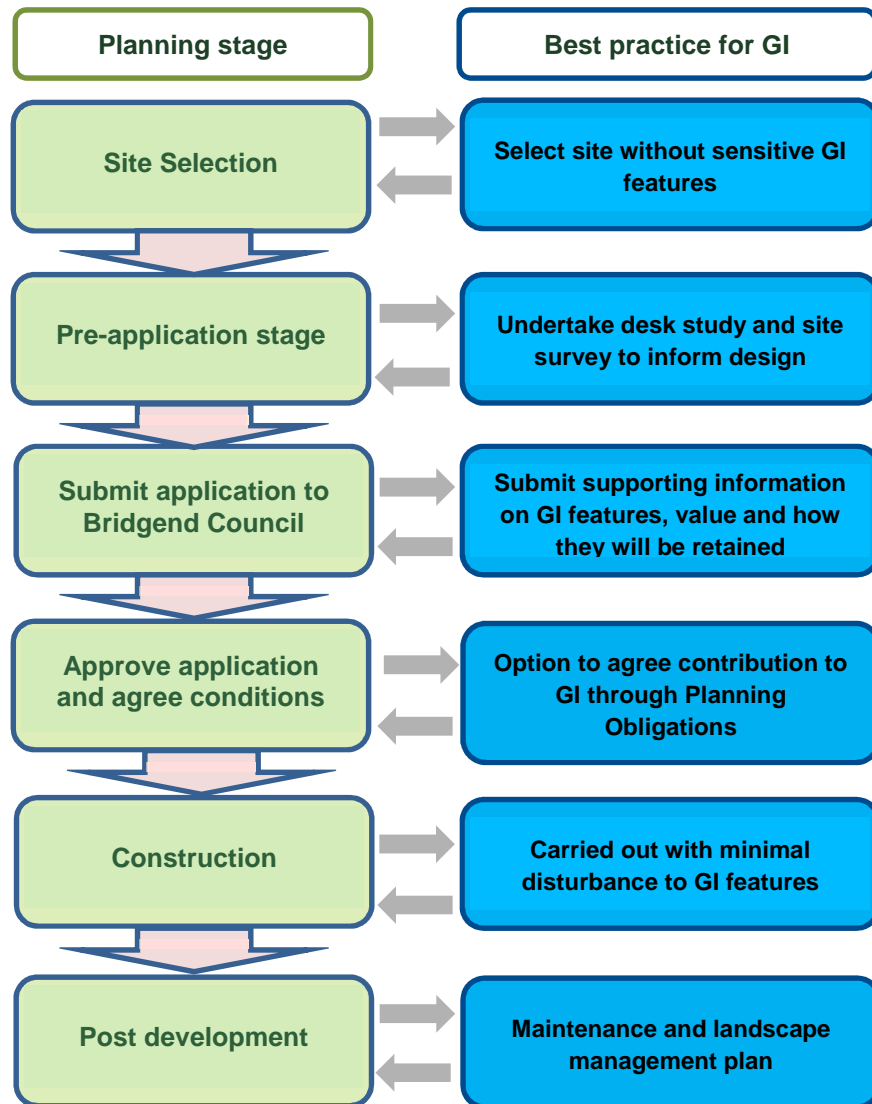 Planning stage
Best practice for GI
Site Selection
Select site without sensitive GI
features
Pre-application stage
Undertake desk study and site
survey to inform design
Submit application to
Bridgend Council
Submit supporting information
on GI features, value and how
they will be retained
Approve application
and agree conditions
Option to agree contribution to
GI through Planning
Obligations
Construction
Carried out with minimal
disturbance to GI features
Post development
Maintenance and landscape
management plan